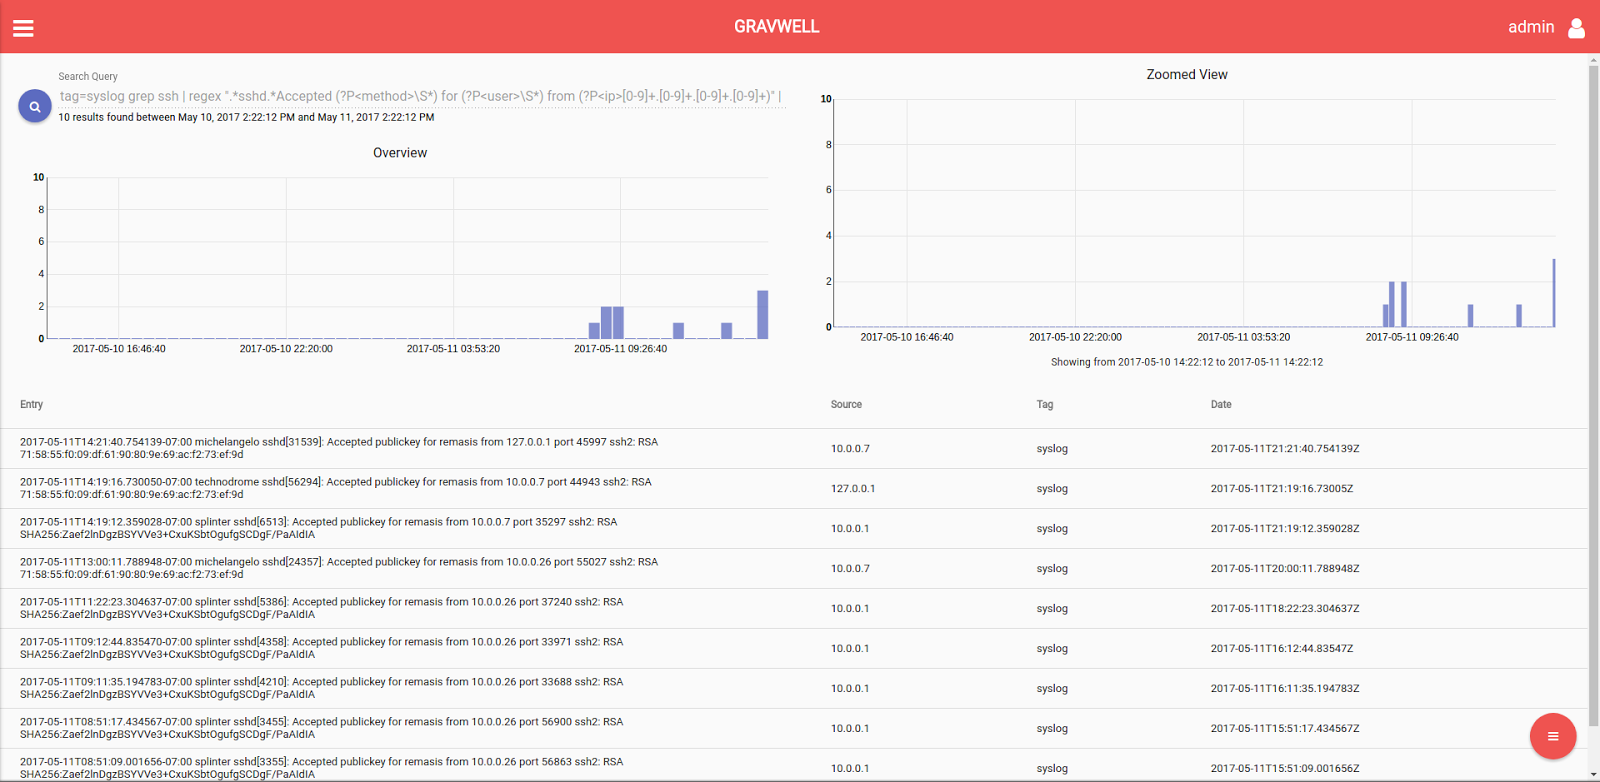 GRAVWELL
admin
Search Query
tag=syslog grep ssh | regex ".*sshd.*Accepted (?P<method>\S*) for (?P<user>\S*) from (?P<ip>[0-9]+.[0-9]+.[0-9]+.[0-9]+)" |
10 results found between May 10, 2017 2:22:12 PM and May 11, 2017 2:22:12 PM
Overview
10
8
6
4
2
0
2017-05-10 16:46:40 2017-05-10 22:20:00 2017-05-11 03:53:20 2017-05-11 09:26:40
Zoomed View
10
8
6
4
2
0
2017-05-10 16:46:40 2017-05-10 22:20:00 2017-05-11 03:53:20 2017-05-11 09:26:40
Showing from 2017-05-10 14:22:12 to 2017-05-11 14:22:12
Entry Source Tag Date
2017-05-11T14:21:40.754139-07:00 michelangelo sshd[31539]: Accepted publickey for remasis from 127.0.0.1 port 45997 ssh2: RSA
71:58:55:f0:09:df:61:90:80:9e:69:ac:f2:73:ef:9d
10.0.0.7 syslog 2017-05-11T21:21:40.754139Z
2017-05-11T14:19:16.730050-07:00 technodrome sshd[56294]: Accepted publickey for remasis from 10.0.0.7 port 44943 ssh2: RSA
71:58:55:f0:09:df:61:90:80:9e:69:ac:f2:73:ef:9d
127.0.0.1 syslog 2017-05-11T21:19:16.73005Z
2017-05-11T14:19:12.359028-07:00 splinter sshd[6513]: Accepted publickey for remasis from 10.0.0.7 port 35297 ssh2: RSA
SHA256:Zaef2lnDgzBSYVVe3+CxuKSbtOgufgSCDgF/PaAIdIA
10.0.0.1 syslog 2017-05-11T21:19:12.359028Z
2017-05-11T13:00:11.788948-07:00 michelangelo sshd[24357]: Accepted publickey for remasis from 10.0.0.26 port 55027 ssh2: RSA
71:58:55:f0:09:df:61:90:80:9e:69:ac:f2:73:ef:9d
10.0.0.7 syslog 2017-05-11T20:00:11.788948Z
2017-05-11T11:22:23.304637-07:00 splinter sshd[5386]: Accepted publickey for remasis from 10.0.0.26 port 37240 ssh2: RSA
SHA256:Zaef2lnDgzBSYVVe3+CxuKSbtOgufgSCDgF/PaAIdIA
10.0.0.1 syslog 2017-05-11T18:22:23.304637Z
2017-05-11T09:12:44.835470-07:00 splinter sshd[4358]: Accepted publickey for remasis from 10.0.0.26 port 33971 ssh2: RSA
SHA256:Zaef2lnDgzBSYVVe3+CxuKSbtOgufgSCDgF/PaAIdIA
10.0.0.1 syslog 2017-05-11T16:12:44.83547Z
2017-05-11T09:11:35.194783-07:00 splinter sshd[4210]: Accepted publickey for remasis from 10.0.0.26 port 33688 ssh2: RSA
SHA256:Zaef2lnDgzBSYVVe3+CxuKSbtOgufgSCDgF/PaAIdIA
10.0.0.1 syslog 2017-05-11T16:11:35.194783Z
2017-05-11T08:51:17.434567-07:00 splinter sshd[3455]: Accepted publickey for remasis from 10.0.0.26 port 56900 ssh2: RSA
SHA256:Zaef2lnDgzBSYVVe3+CxuKSbtOgufgSCDgF/PaAIdIA
10.0.0.1 syslog 2017-05-11T15:51:17.434567Z
2017-05-11T08:51:09.001656-07:00 splinter sshd[3355]: Accepted publickey for remasis from 10.0.0.26 port 56863 ssh2: RSA
SHA256:Zaef2lnDgzBSYVVe3+CxuKSbtOgufgSCDgF/PaAIdIA
10.0.0.1 syslog 2017-05-11T15:51:09.001656Z